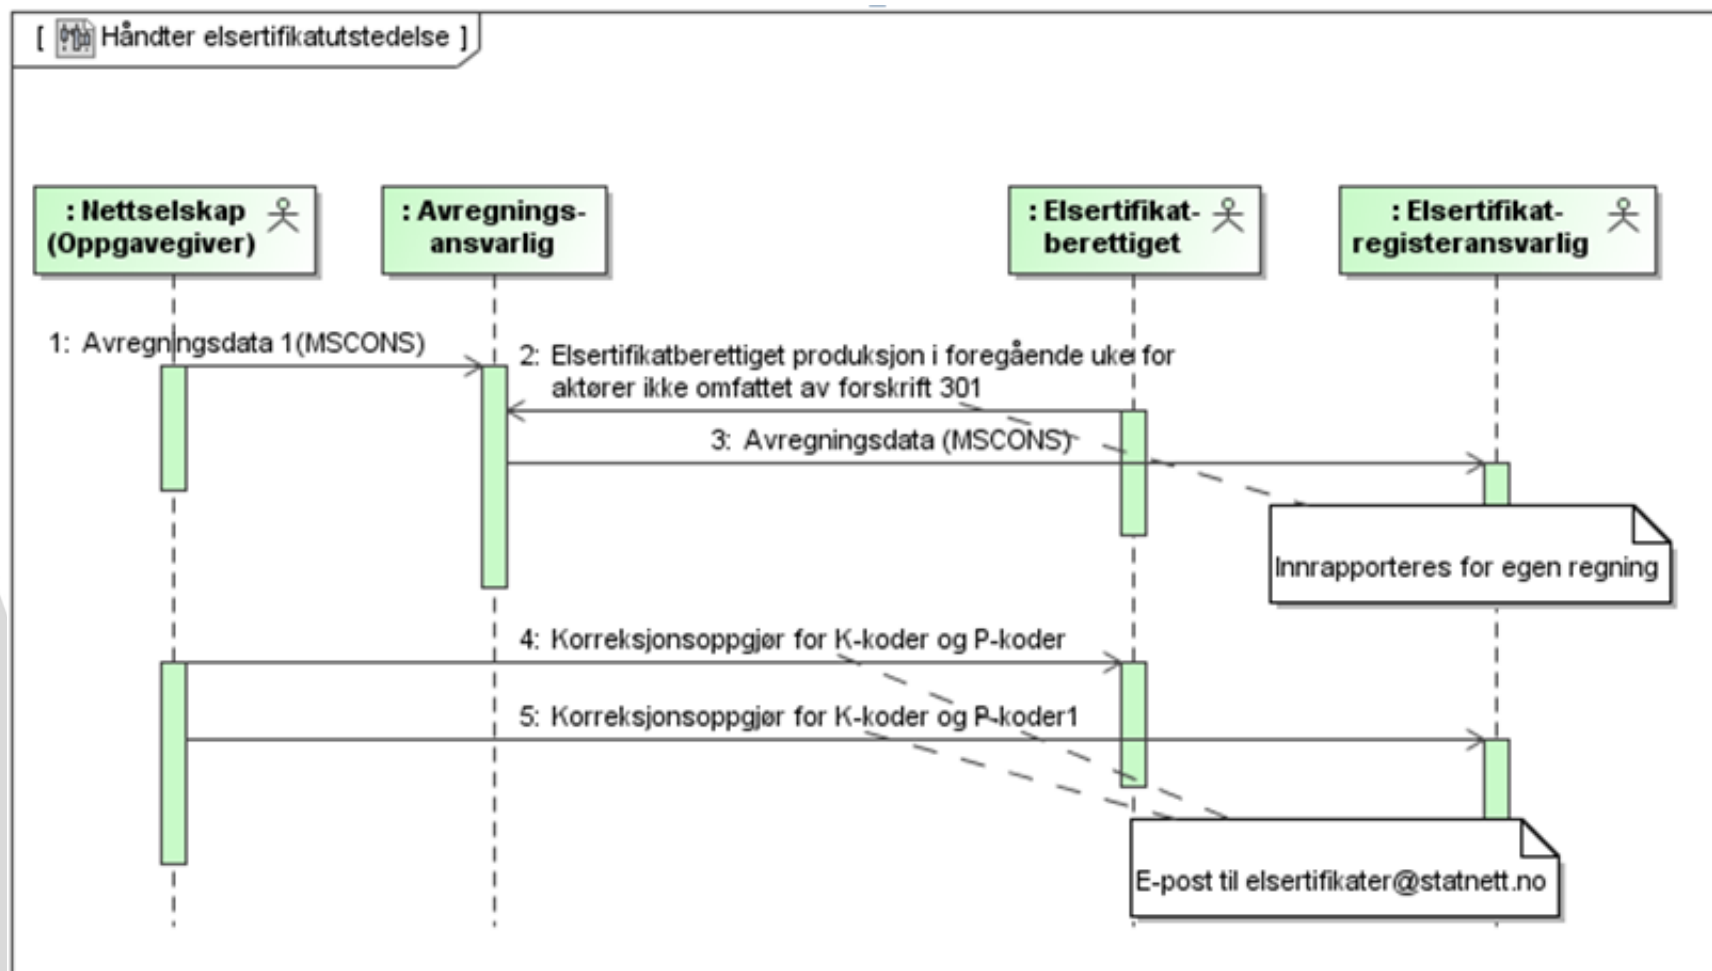 [ Håndter elsertifikatutstedelse ]
: Nettselskap
(Oppgavegiver)
: Avregnings-
ansvarlig
: Elsertifikat-
berettiget
: Elsertifikat-
registeransvarlig
1: Avregningsdata 1(MSCONS)
2: Elsertifikatberettiget produksjon i foregående uke for
aktører ikke omfattet av forskrift 301
3: Avregningsdata (MSCONS)
Innrapporteres for egen regning
4: Korreksjonsoppgjør for K-koder og P-koder
5: Korreksjonsoppgjør for K-koder og P-koder1
E-post til elsertifikater@statnett.no